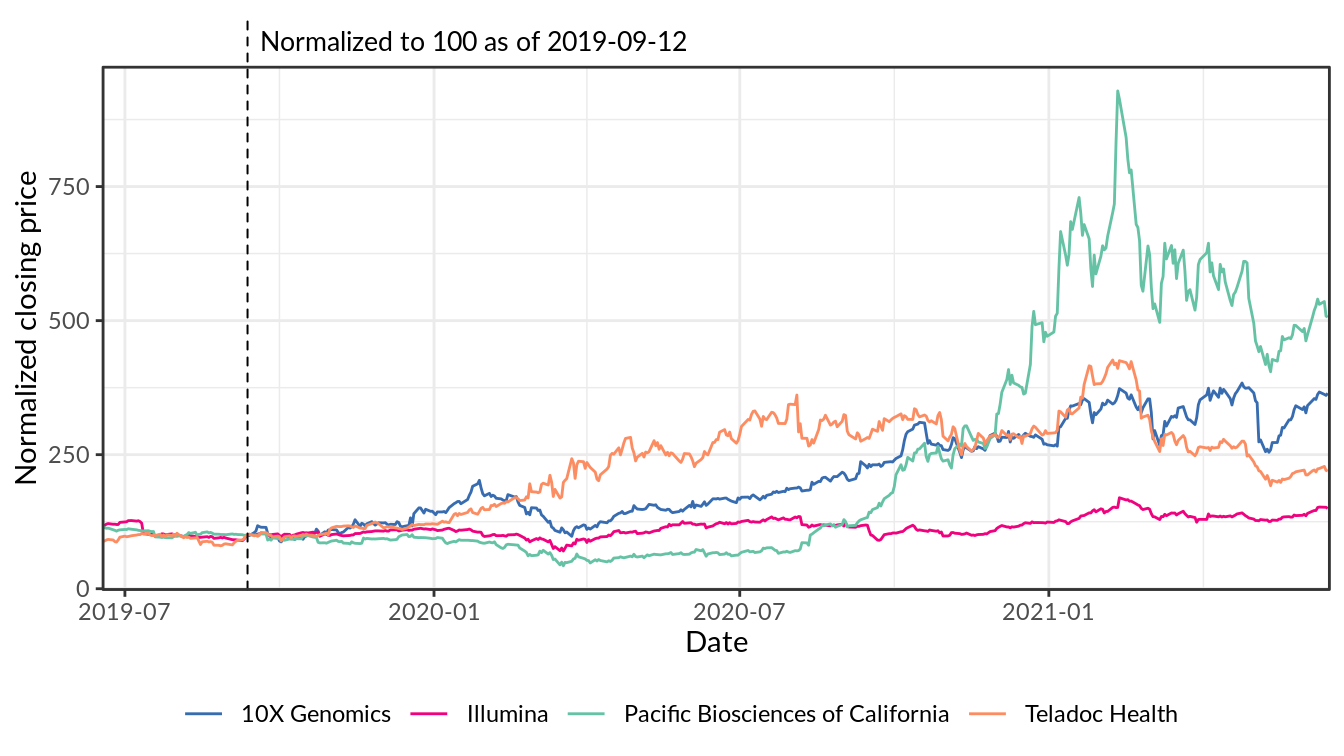 Normalized to 100 as of 2019-09-12
Normalized closing price
750
500
250
0
2019-07 2020-01 2020-07 2021-01
Date
10X Genomics Illumina Pacific Biosciences of California Teladoc Health